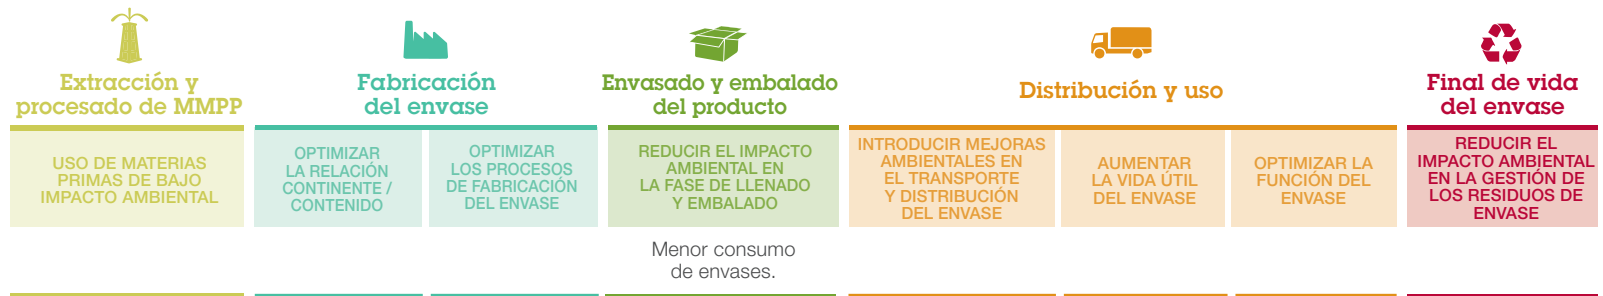 Extracción y
procesado de MMPP
Fabricación
del envase
Envasado y embalado
del producto
Distribución y uso
Final de vida
del envase
USO DE MATERIAS
PRIMAS DE BAJO
IMPACTO AMBIENTAL
OPTIMIZAR
LA RELACIÓN
CONTINENTE /
CONTENIDO
OPTIMIZAR
LOS PROCESOS
DE FABRICACIÓN
DEL ENVASE
REDUCIR EL IMPACTO
AMBIENTAL EN
LA FASE DE LLENADO
Y EMBALADO
INTRODUCIR MEJORAS
AMBIENTALES EN
EL TRANSPORTE
Y DISTRIBUCIÓN
DEL ENVASE
AUMENTAR
LA VIDA ÚTIL
DEL ENVASE
OPTIMIZAR LA
FUNCIÓN DEL
ENVASE
REDUCIR EL
IMPACTO AMBIENTAL
EN LA GESTIÓN DE
LOS RESIDUOS DE
ENVASE
Menor consumo
de envases.